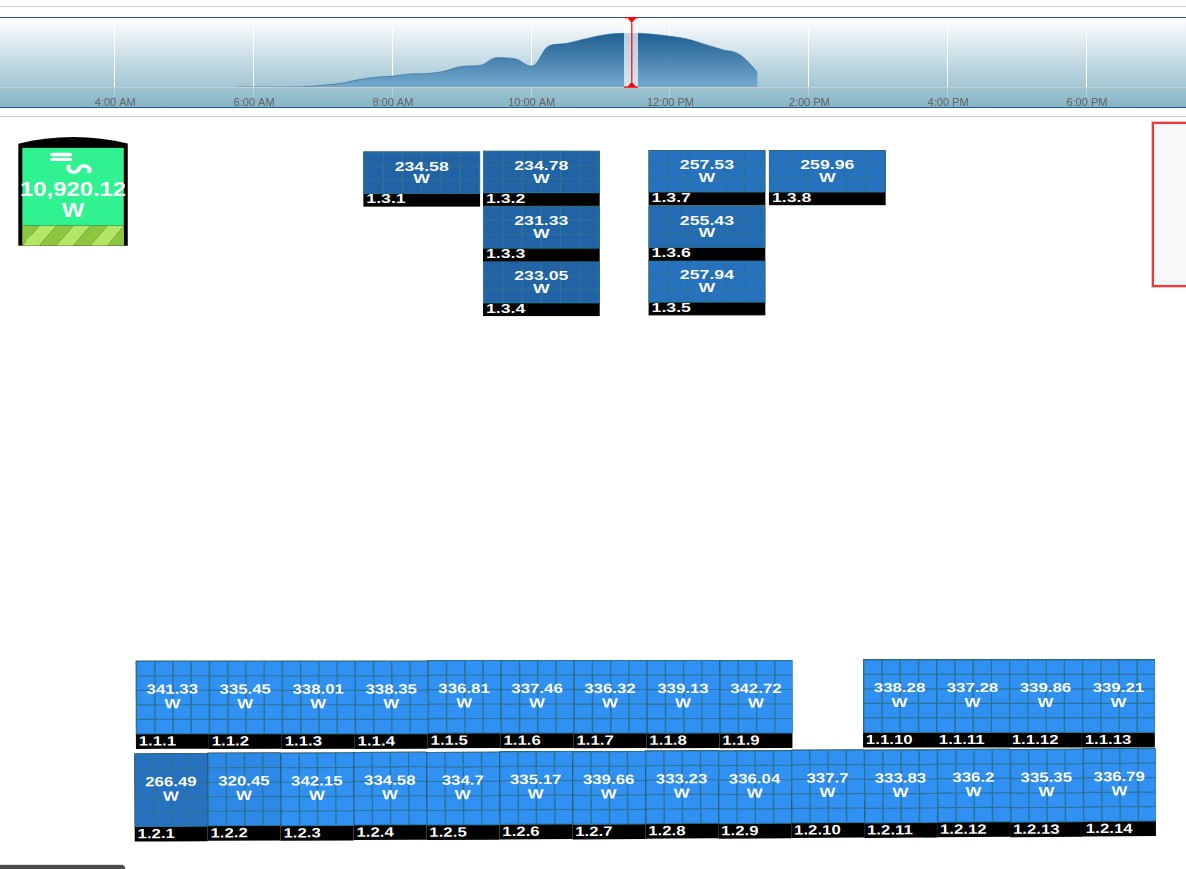 4:00 AM 6:00 AM 8:00 AM 10:00 AM 12:00 PM 2:00 PM 4:00 PM 6:00 PM
10,920.12
W
234.58 234.78 257.53 259.96
W W W W
1.3.1 1.3.2 1.3.7 1.3.8
231.33 255.43
W W
1.3.3 1.3.6
233.05 257.94
W W
1.3.4 1.3.5
341.33 335.45 338.01 338.35 336.81 337.46 336.32 339.13 342.72 338.28 337.28 339.86 339.21
W W W W W W W W W W W W W
1.1.1 1.1.2 1.1.3 1.1.4 1.1.5 1.1.6 1.1.7 1.1.8 1.1.9 1.1.10 1.1.11 1.1.12 1.1.13
266.49 320.45 342.15 334.58 334.7 335.17 339.66 333.23 336.04 337.7 333.83 336.2 335.35 336.79
W W W W W W W W W W W W W W
1.2.1 1.2.2 1.2.3 1.2.4 1.2.5 1.2.6 1.2.7 1.2.8 1.2.9 1.2.10 1.2.11 1.2.12 1.2.13 1.2.14